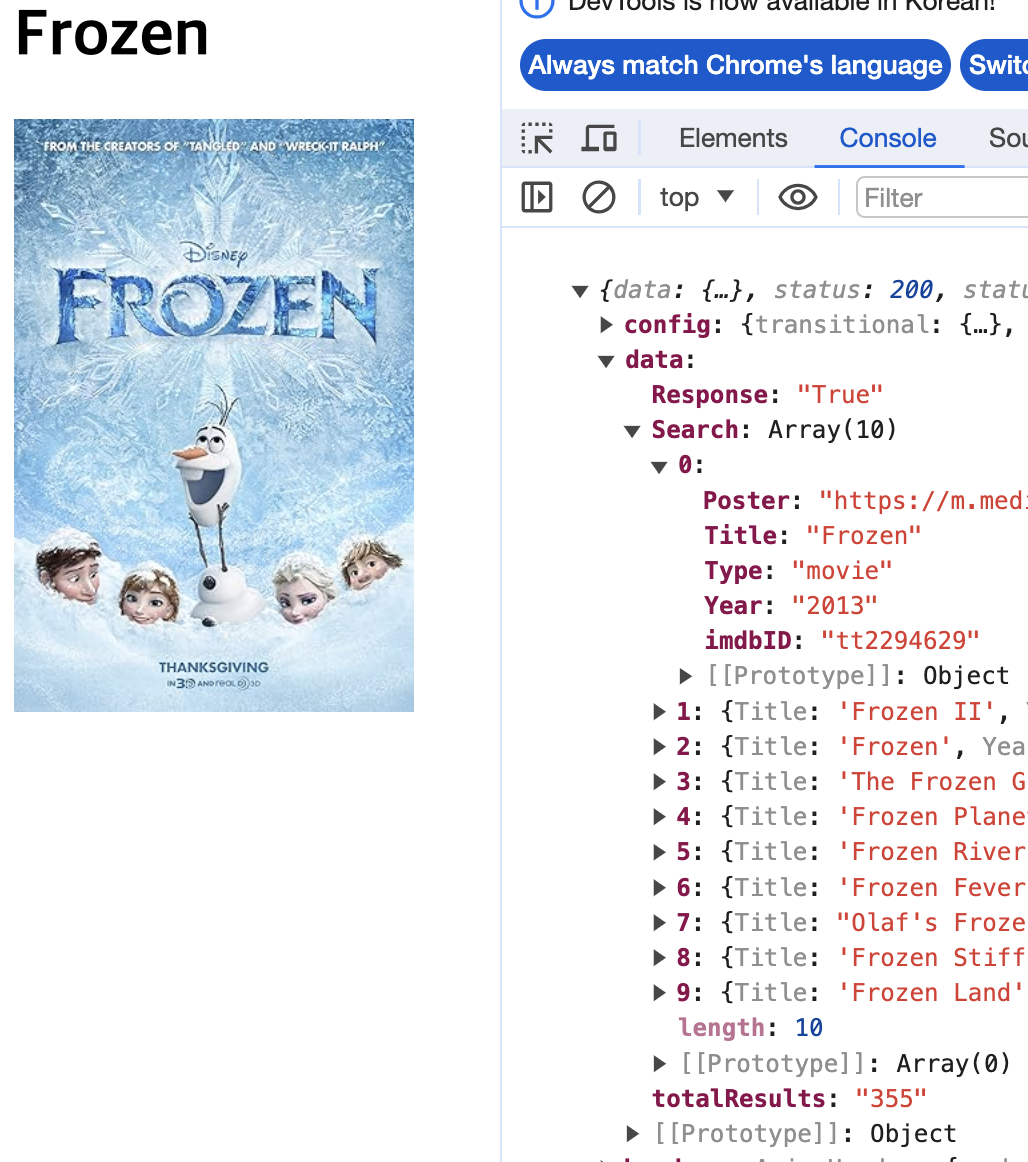 Frozen
FROM THE CREATORS OF "TANGLED" AND "WRECK-IT RALPH"
DISNEY
FROZEN
THANKSGIVING
IN 3D AND REAL D 3D
DevTools is now available in Korean!
Always match Chrome's language
Elements Console
top Filter
{data: {…}, status: 200,
config: {transitional: {…},
data:
Response: "True"
Search: Array(10)
0:
Poster: "https://m.medi
Title: "Frozen"
Type: "movie"
Year: "2013"
imdbID: "tt2294629"
[[Prototype]]: Object
1: {Title: 'Frozen II',
2: {Title: 'Frozen', Yea
3: {Title: 'The Frozen G
4: {Title: 'Frozen Plane
5: {Title: 'Frozen River
6: {Title: 'Frozen Fever
7: {Title: "Olaf's Froze
8: {Title: 'Frozen Stiff
9: {Title: 'Frozen Land'
length: 10
[[Prototype]]: Array(0)
totalResults: "355"
[[Prototype]]: Object